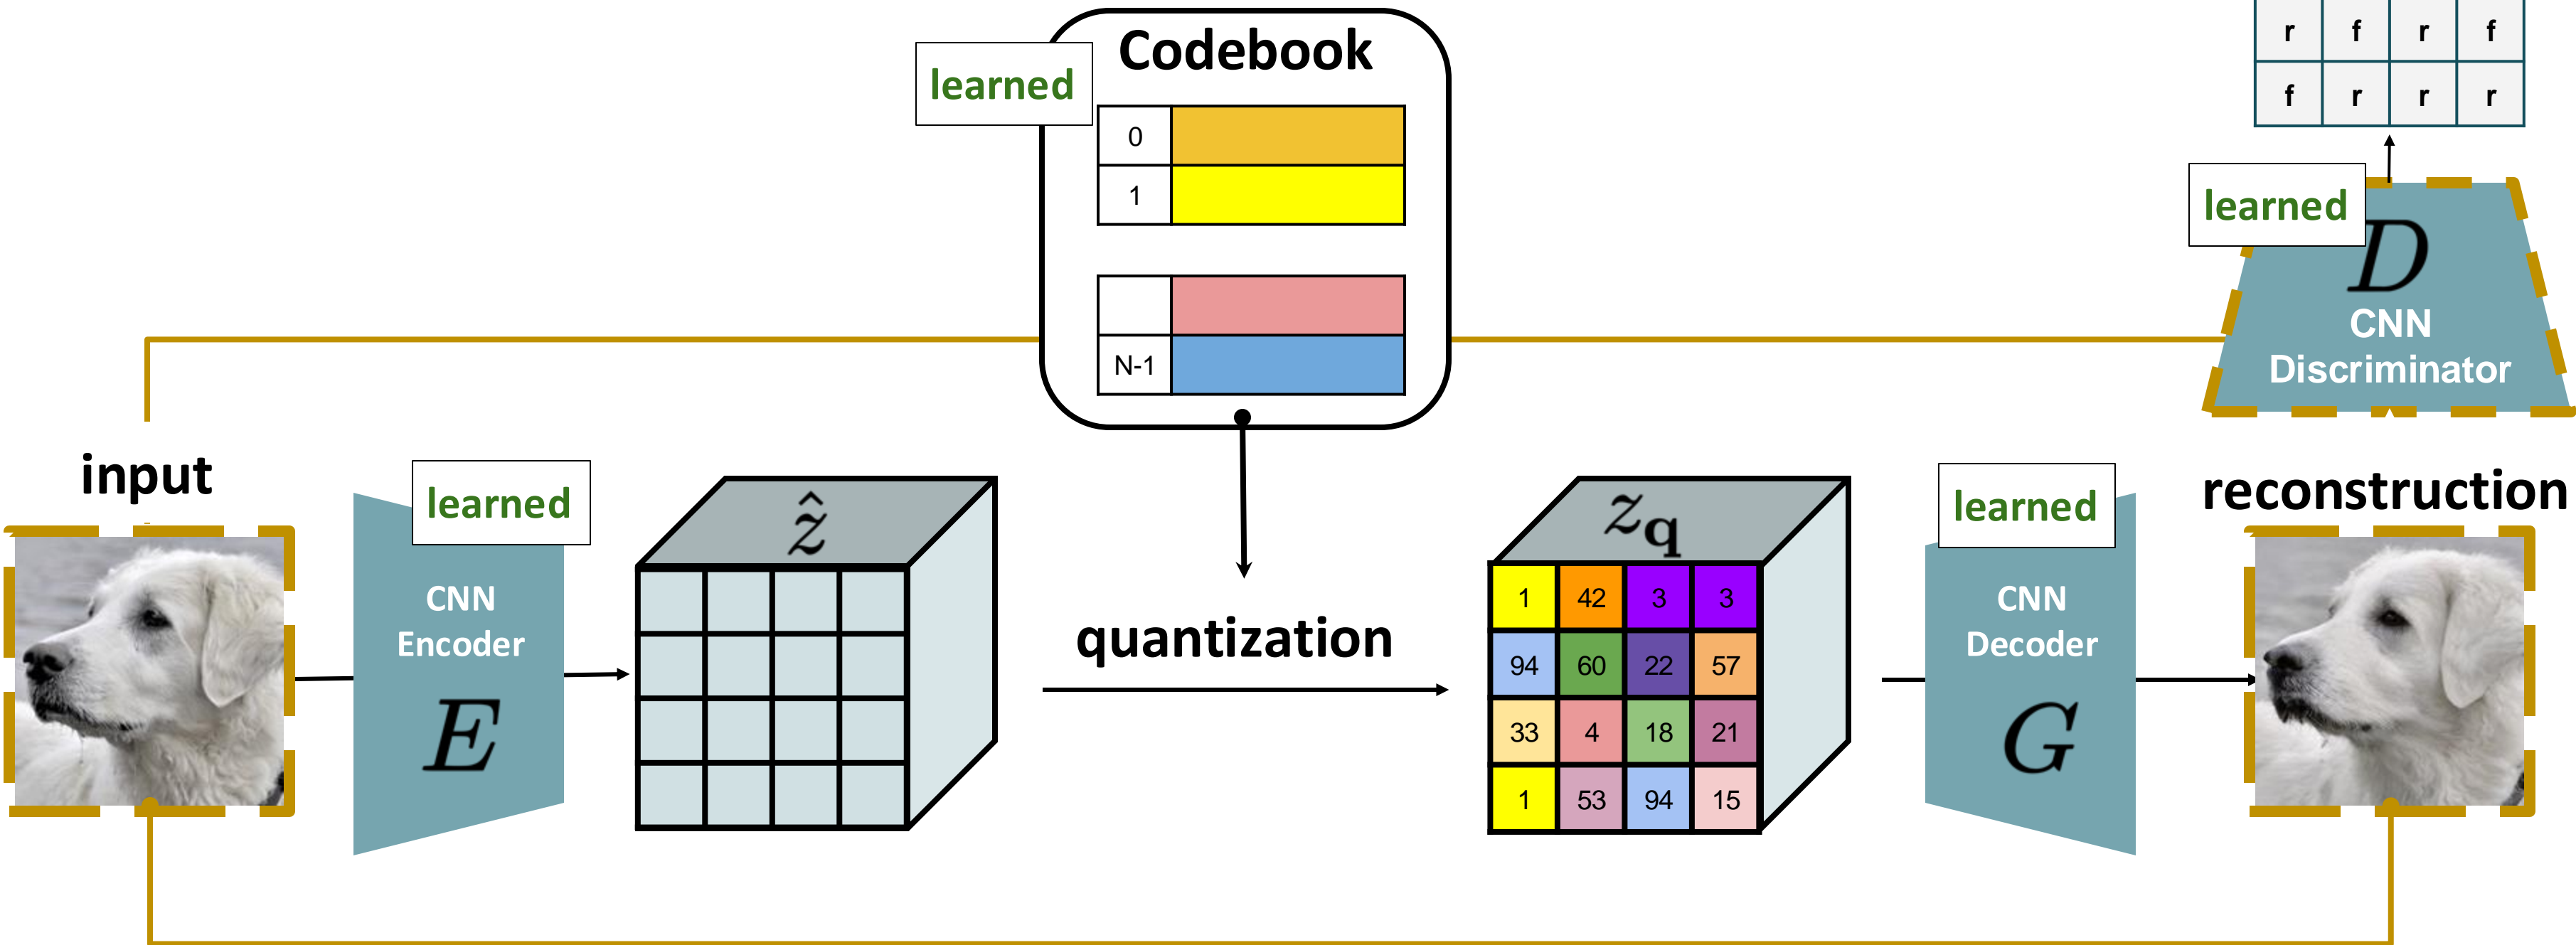 Codebook
learned
0
1
N-1
r f r f
f r r r
learned
D
CNN
Discriminator
input
learned
CNN
Encoder
E
ẑ
quantization
z_q
1 42 3 3
94 60 22 57
33 4 18 21
1 53 94 15
learned
CNN
Decoder
G
reconstruction